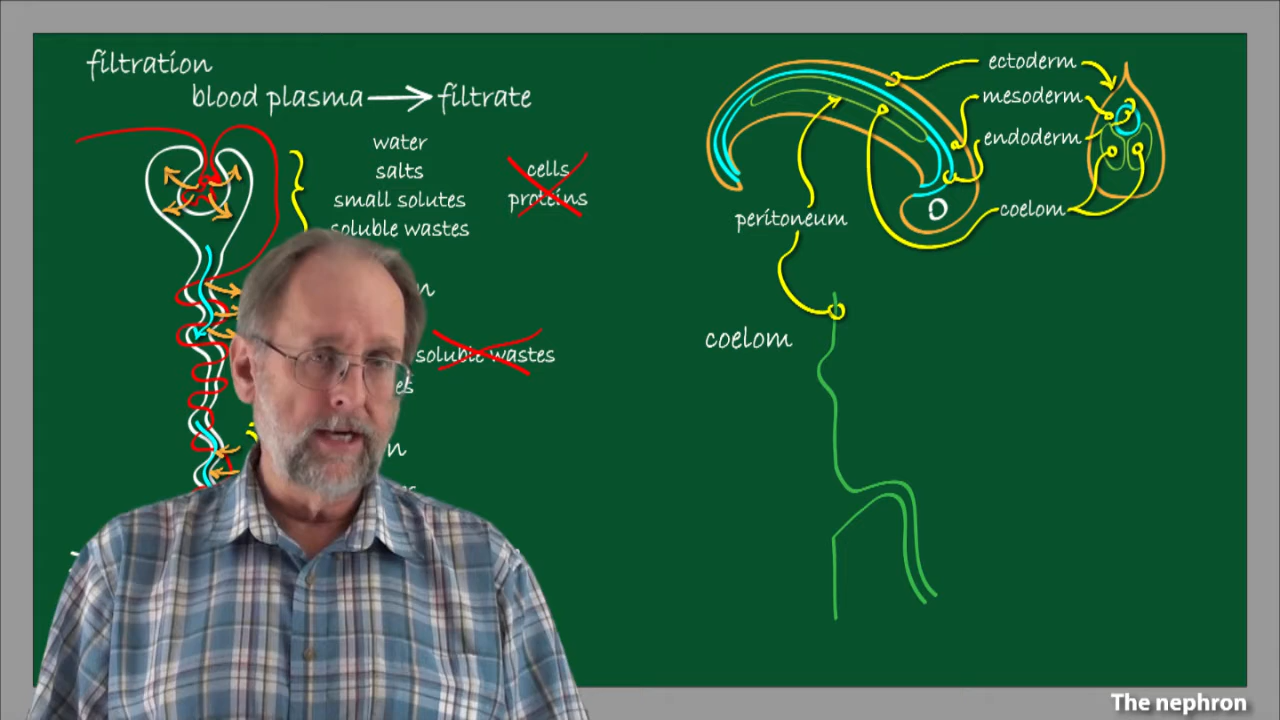 filtration
blood plasma → filtrate
water
salts
small solutes
soluble wastes
cells
proteins
soluble wastes
ectoderm
mesoderm
endoderm
coelom
peritoneum
coelom
The nephron